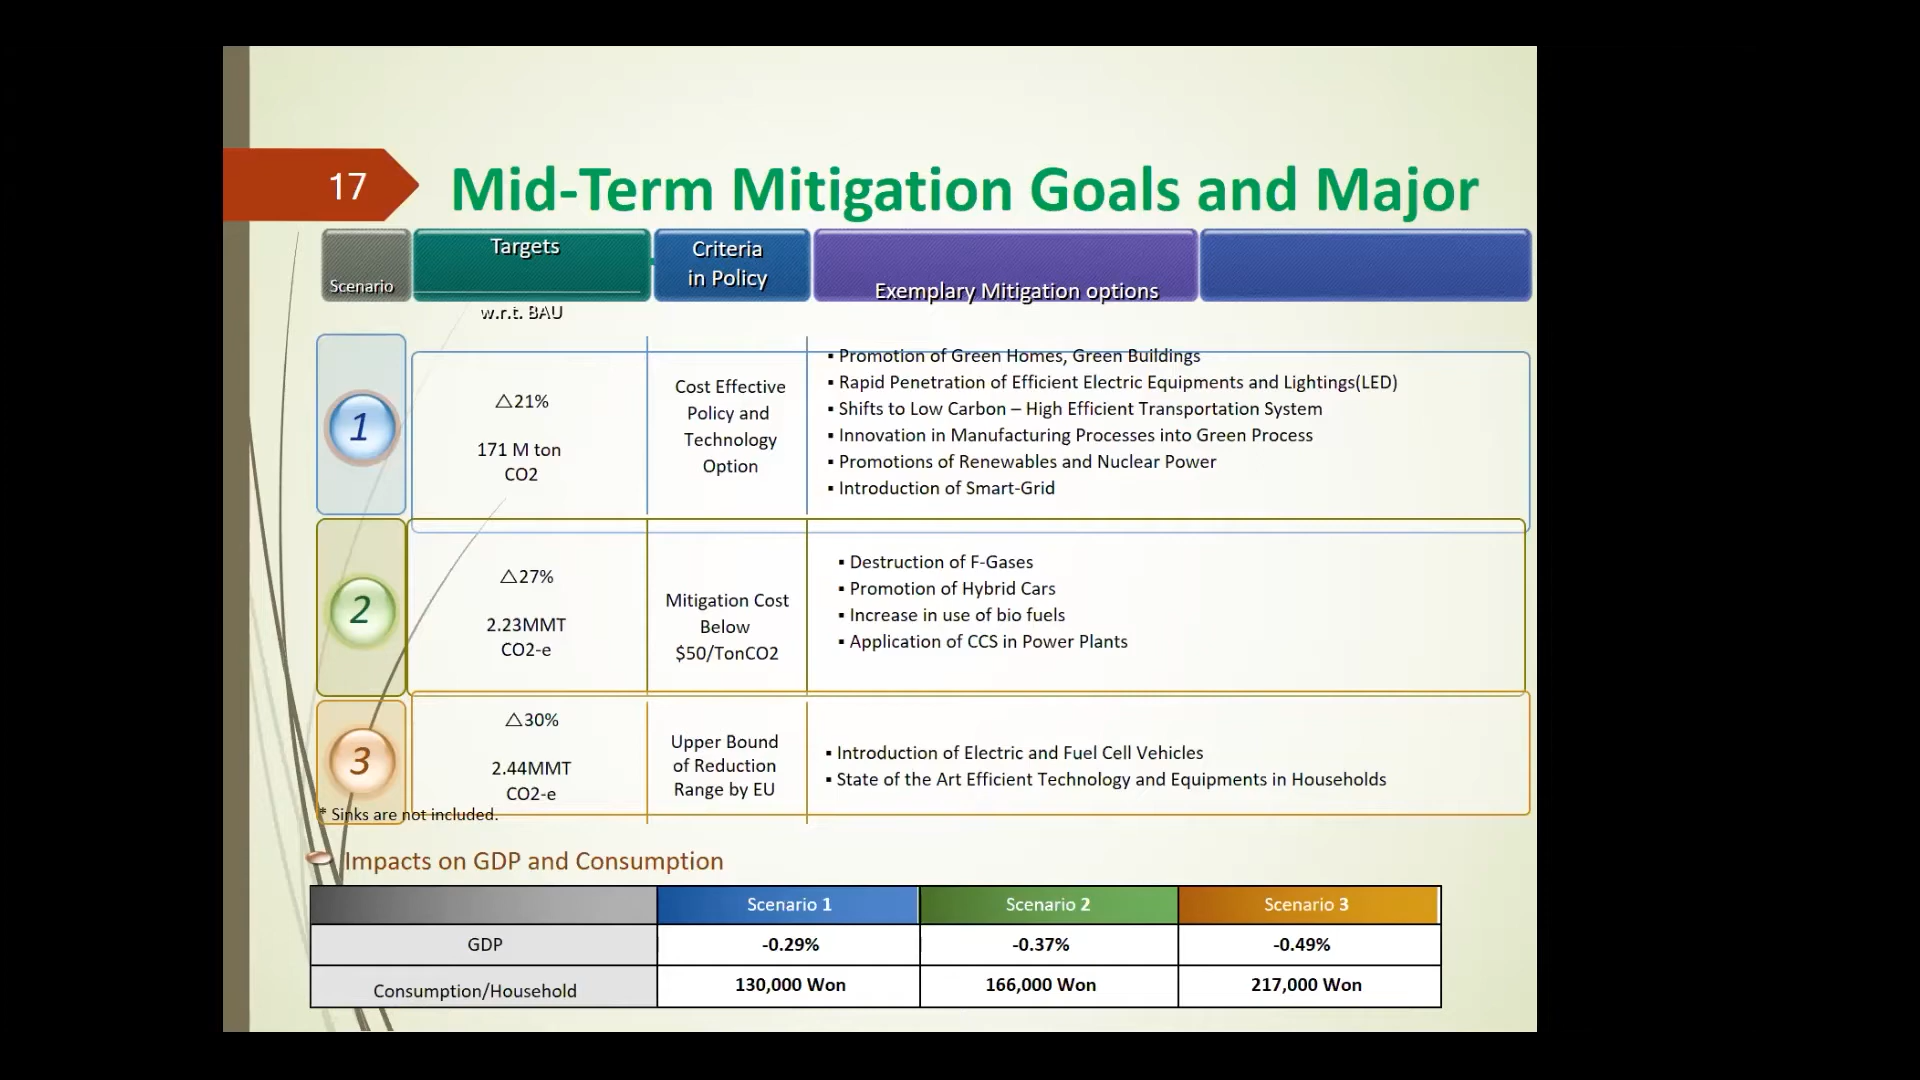 17
Mid-Term Mitigation Goals and Major
Scenario
Targets
w.r.t. BAU
Criteria
in Policy
Exemplary Mitigation options
1
△21%
171 M ton
CO2
Cost Effective
Policy and
Technology
Option
▪ Promotion of Green Homes, Green Buildings
▪ Rapid Penetration of Efficient Electric Equipments and Lightings(LED)
▪ Shifts to Low Carbon – High Efficient Transportation System
▪ Innovation in Manufacturing Processes into Green Process
▪ Promotions of Renewables and Nuclear Power
▪ Introduction of Smart-Grid
2
△27%
2.23MMT
CO2-e
Mitigation Cost
Below
$50/TonCO2
▪ Destruction of F-Gases
▪ Promotion of Hybrid Cars
▪ Increase in use of bio fuels
▪ Application of CCS in Power Plants
3
△30%
2.44MMT
CO2-e
Upper Bound
of Reduction
Range by EU
▪ Introduction of Electric and Fuel Cell Vehicles
▪ State of the Art Efficient Technology and Equipments in Households
* Sinks are not included.
Impacts on GDP and Consumption
Scenario 1 Scenario 2 Scenario 3
GDP -0.29% -0.37% -0.49%
Consumption/Household 130,000 Won 166,000 Won 217,000 Won